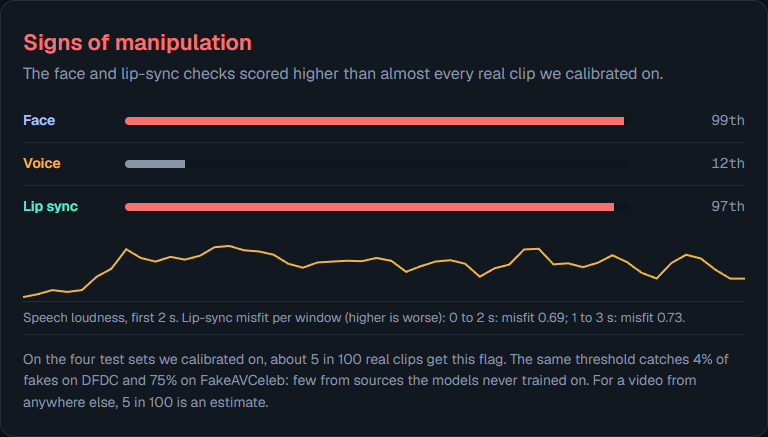 Signs of manipulation
The face and lip-sync checks scored higher than almost every real clip we calibrated on.
Face 99th
Voice 12th
Lip sync 97th
Speech loudness, first 2 s. Lip-sync misfit per window (higher is worse): 0 to 2 s: misfit 0.69; 1 to 3 s: misfit 0.73.
On the four test sets we calibrated on, about 5 in 100 real clips get this flag. The same threshold catches 4% of
fakes on DFDC and 75% on FakeAVCeleb: few from sources the models never trained on. For a video from
anywhere else, 5 in 100 is an estimate.